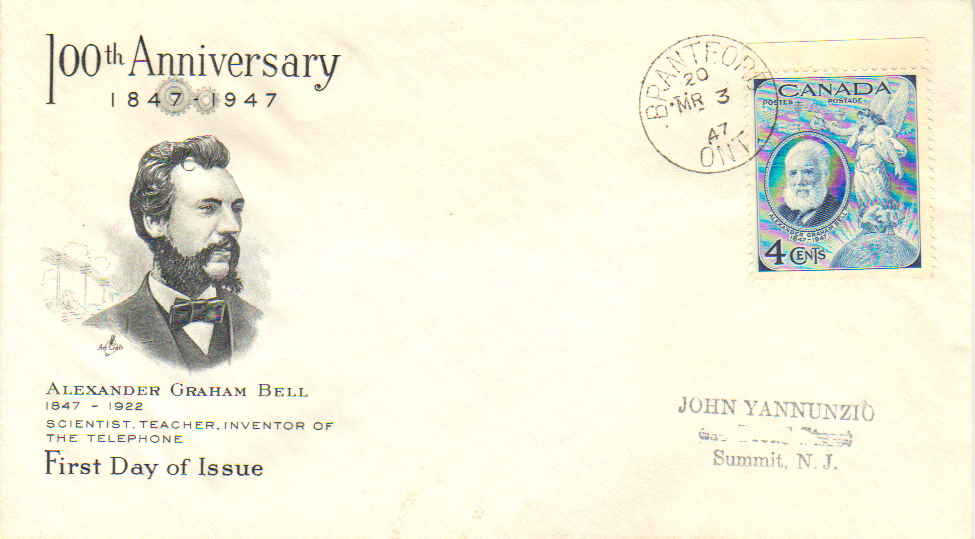 100th Anniversary
1847-1947
Art Craft
ALEXANDER GRAHAM BELL
1847 - 1922
SCIENTIST, TEACHER, INVENTOR OF
THE TELEPHONE
First Day of Issue
BRANTFORD
20
MR 3
47
ONT
CANADA
POSTES POSTAGE
ALEXANDER GRAHAM BELL
1847-1947
4 CENTS
JOHN YANNUNZIO
Summit, N. J.